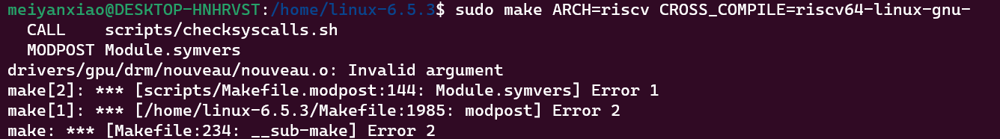 meiyanxiao@DESKTOP-HNHRVST:/home/linux-6.5.3$ sudo make ARCH=riscv CROSS_COMPILE=riscv64-linux-gnu-
  CALL    scripts/checksyscalls.sh
  MODPOST Module.symvers
drivers/gpu/drm/nouveau/nouveau.o: Invalid argument
make[2]: *** [scripts/Makefile.modpost:144: Module.symvers] Error 1
make[1]: *** [/home/linux-6.5.3/Makefile:1985: modpost] Error 2
make: *** [Makefile:234: __sub-make] Error 2